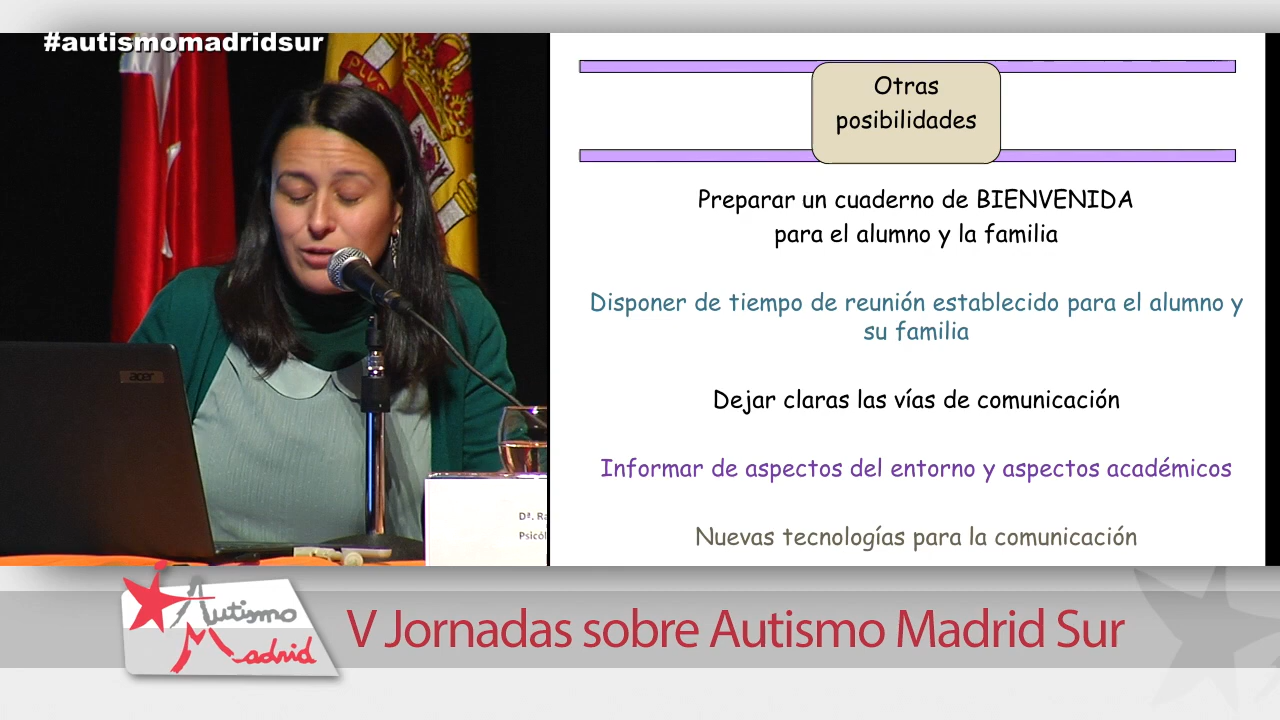 #autismomadridsur
PLVS
acer
Dª.
Otras
posibilidades
Preparar un cuaderno de BIENVENIDA
para el alumno y la familia
Disponer de tiempo de reunión establecido para el alumno y
su familia
Dejar claras las vías de comunicación
Informar de aspectos del entorno y aspectos académicos
Nuevas tecnologías para la comunicación
Autismo
Madrid
V Jornadas sobre Autismo Madrid Sur